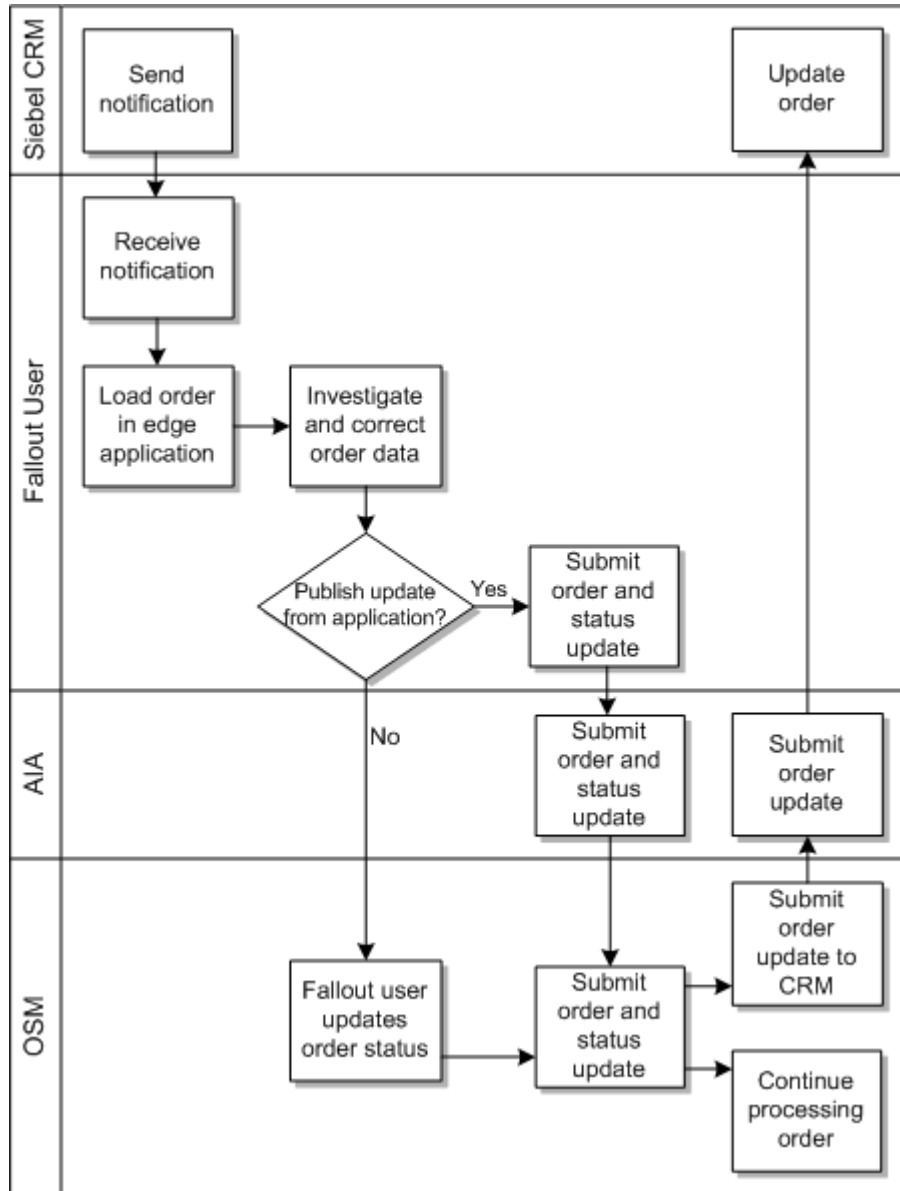 Siebel CRM
Send
notification
Update
order
Fallout User
Receive
notification
Load order
in edge
application
Investigate
and correct
order data
Publish update
from application?
Yes
Submit
order and
status
update
No
AIA
Submit
order and
status
update
Submit
order
update
OSM
Fallout user
updates
order status
Submit
order and
status
update
Submit
order
update to
CRM
Continue
processing
order